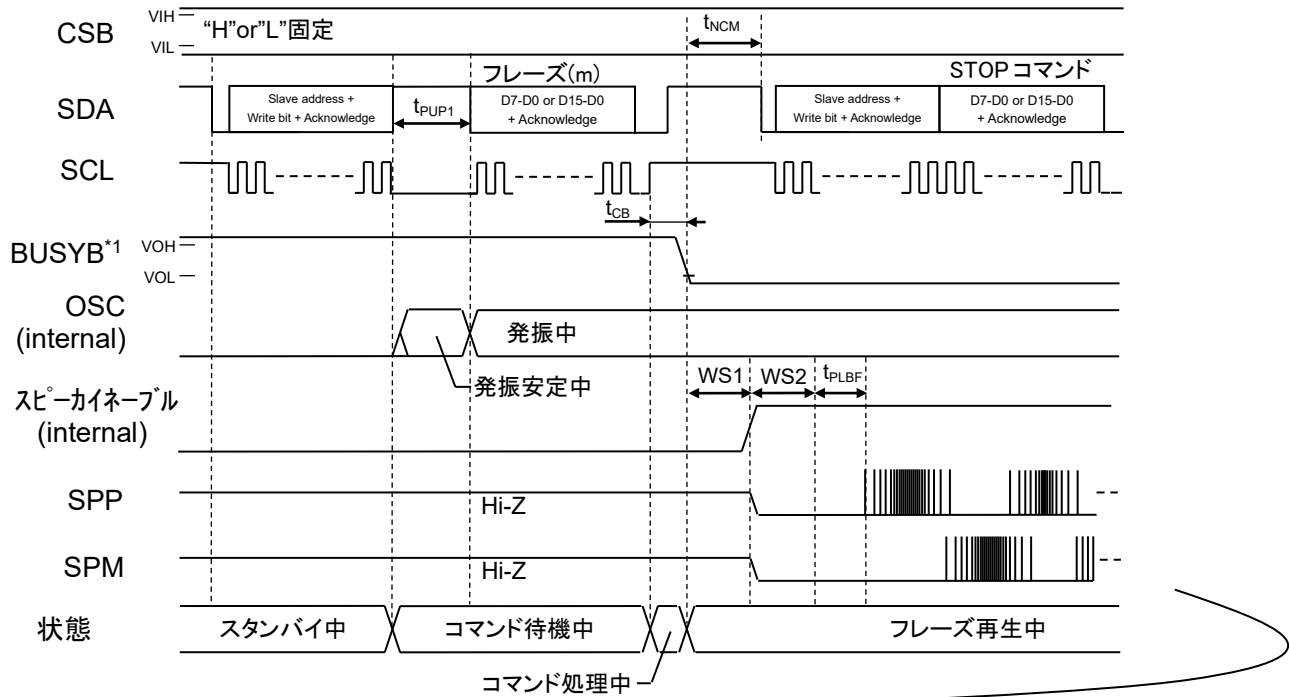 CSB
VIH
VIL
“H”or”L”固定
tNCM
フレーズ(m)
STOPコマンド
SDA
Slave address +
Write bit + Acknowledge
tPUP1
D7-D0 or D15-D0
+ Acknowledge
Slave address +
Write bit + Acknowledge
D7-D0 or D15-D0
+ Acknowledge
SCL
tCB
BUSYB*1
VOH
VOL
OSC
(internal)
発振中
発振安定中
WS1
WS2
tPLBF
スピーカイネーブル
(internal)
SPP
Hi-Z
SPM
Hi-Z
状態
スタンバイ中
コマンド待機中
フレーズ再生中
コマンド処理中